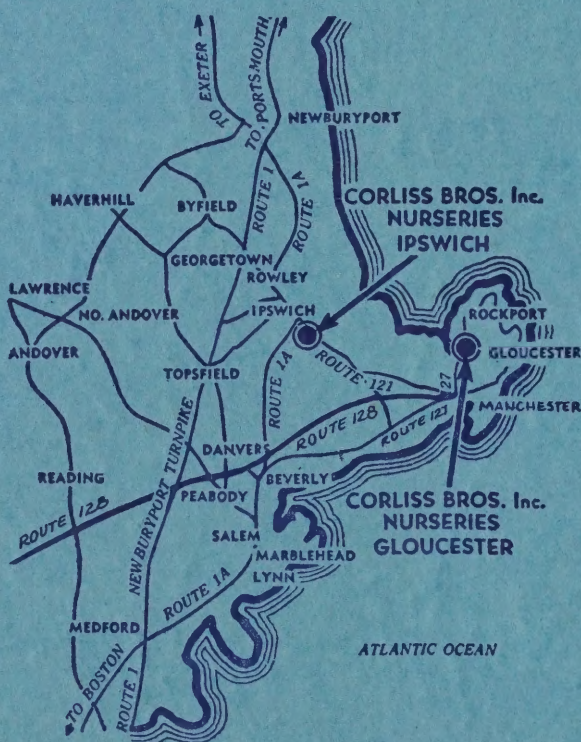 TO EXETER
TO PORTSMOUTH
NEWBURYPORT
ROUTE 1
ROUTE 1A
HAVERHILL
BYFIELD
CORLISS BROS. Inc.
NURSERIES
IPSWICH
GEORGETOWN
ROWLEY
LAWRENCE
NO. ANDOVER
IPSWICH
ROCKPORT
ANDOVER
GLOUCESTER
TOPSFIELD
ROUTE 1A
ROUTE 121
127
MANCHESTER
ROUTE 128
ROUTE 127
DANVERS
READING
PEABODY
BEVERLY
ROUTE 128
NEWBURYPORT TURNPIKE
CORLISS BROS. Inc.
NURSERIES
GLOUCESTER
SALEM
MARBLEHEAD
LYNN
ROUTE 1A
MEDFORD
ATLANTIC OCEAN
TO BOSTON
ROUTE 1